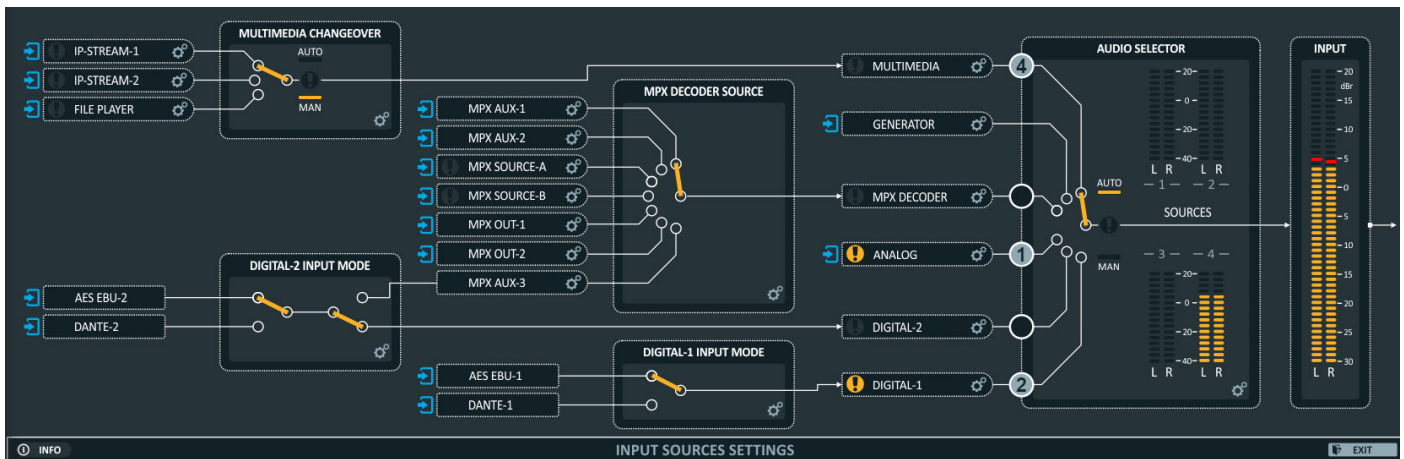 MULTIMEDIA CHANGEOVER
IP-STREAM-1
IP-STREAM-2
FILE PLAYER
AUTO
MAN
MPX AUX-1
MPX AUX-2
MPX SOURCE-A
MPX SOURCE-B
MPX OUT-1
MPX OUT-2
MPX AUX-3
MPX DECODER SOURCE
DIGITAL-2 INPUT MODE
AES EBU-2
DANTE-2
AES EBU-1
DANTE-1
DIGITAL-1 INPUT MODE
MULTIMEDIA 4
GENERATOR
MPX DECODER
ANALOG 1
DIGITAL-2
DIGITAL-1 2
AUDIO SELECTOR
-20-
-0-
-20-
-40-
L R L R
-1- -2-
AUTO
SOURCES
MAN
-3- -4-
-20-
-0-
-20-
-40-
L R L R
INPUT
-20
dBr
-15
-10
-5
-0
-5
-10
-15
-20
-25
-30
L R
INFO
INPUT SOURCES SETTINGS
EXIT